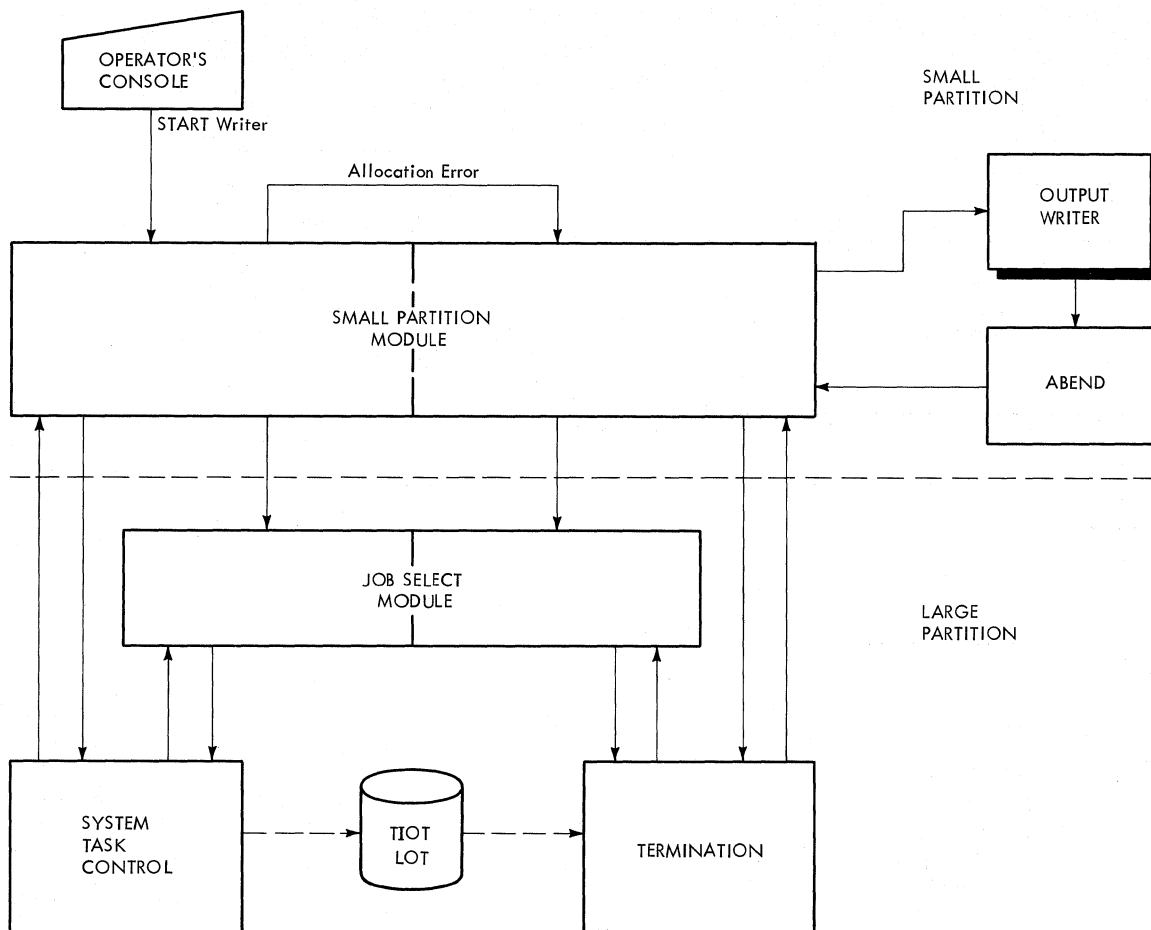 OPERATOR'S
CONSOLE
START Writer
SMALL
PARTITION
Allocation Error
OUTPUT
WRITER
SMALL PARTITION
MODULE
ABEND
JOB SELECT
MODULE
LARGE
PARTITION
SYSTEM
TASK
CONTROL
TIOT
LOT
TERMINATION